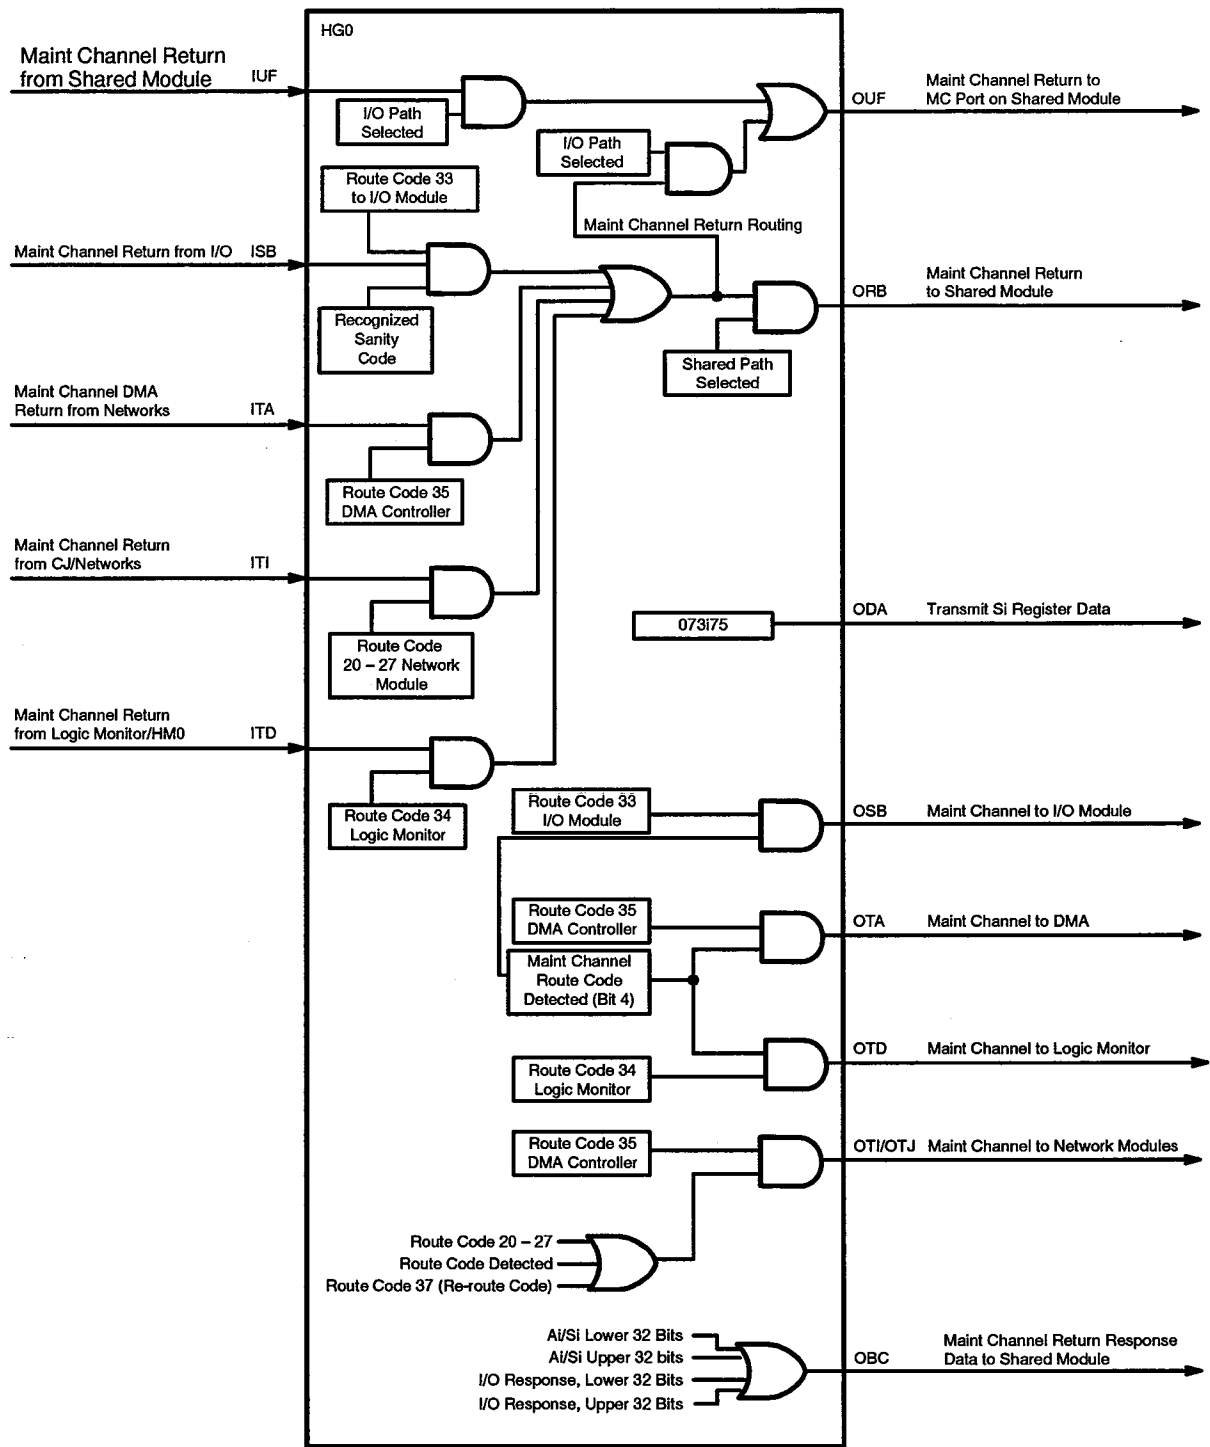 HG0
Maint Channel Return
from Shared Module
IUF
I/O Path
Selected
I/O Path
Selected
OUF
Maint Channel Return to
MC Port on Shared Module
Route Code 33
to I/O Module
Maint Channel Return Routing
Maint Channel Return from I/O
ISB
Recognized
Sanity
Code
ORB
Maint Channel Return
to Shared Module
Shared Path
Selected
Maint Channel DMA
Return from Networks
ITA
Route Code 35
DMA Controller
Maint Channel Return
from CJ/Networks
ITI
Route Code
20 – 27 Network
Module
073i75
ODA
Transmit Si Register Data
Maint Channel Return
from Logic Monitor/HM0
ITD
Route Code 34
Logic Monitor
Route Code 33
I/O Module
OSB
Maint Channel to I/O Module
Route Code 35
DMA Controller
OTA
Maint Channel to DMA
Maint Channel
Route Code
Detected (Bit 4)
Route Code 34
Logic Monitor
OTD
Maint Channel to Logic Monitor
Route Code 35
DMA Controller
OTI/OTJ
Maint Channel to Network Modules
Route Code 20 – 27
Route Code Detected
Route Code 37 (Re-route Code)
Ai/Si Lower 32 Bits
Ai/Si Upper 32 bits
I/O Response, Lower 32 Bits
I/O Response, Upper 32 Bits
OBC
Maint Channel Return Response
Data to Shared Module